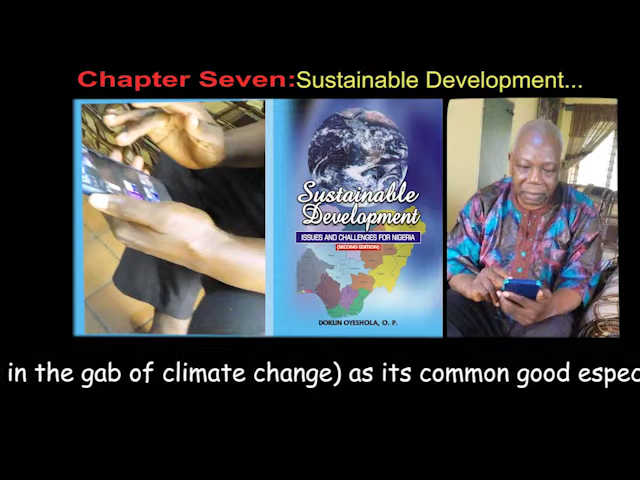 Chapter Seven:Sustainable Development...
Sustainable
Development
ISSUES AND CHALLENGES FOR NIGERIA
(SECOND EDITION)
DOKUN OYESHOLA, O. P.
in the gab of climate change) as its common good espec